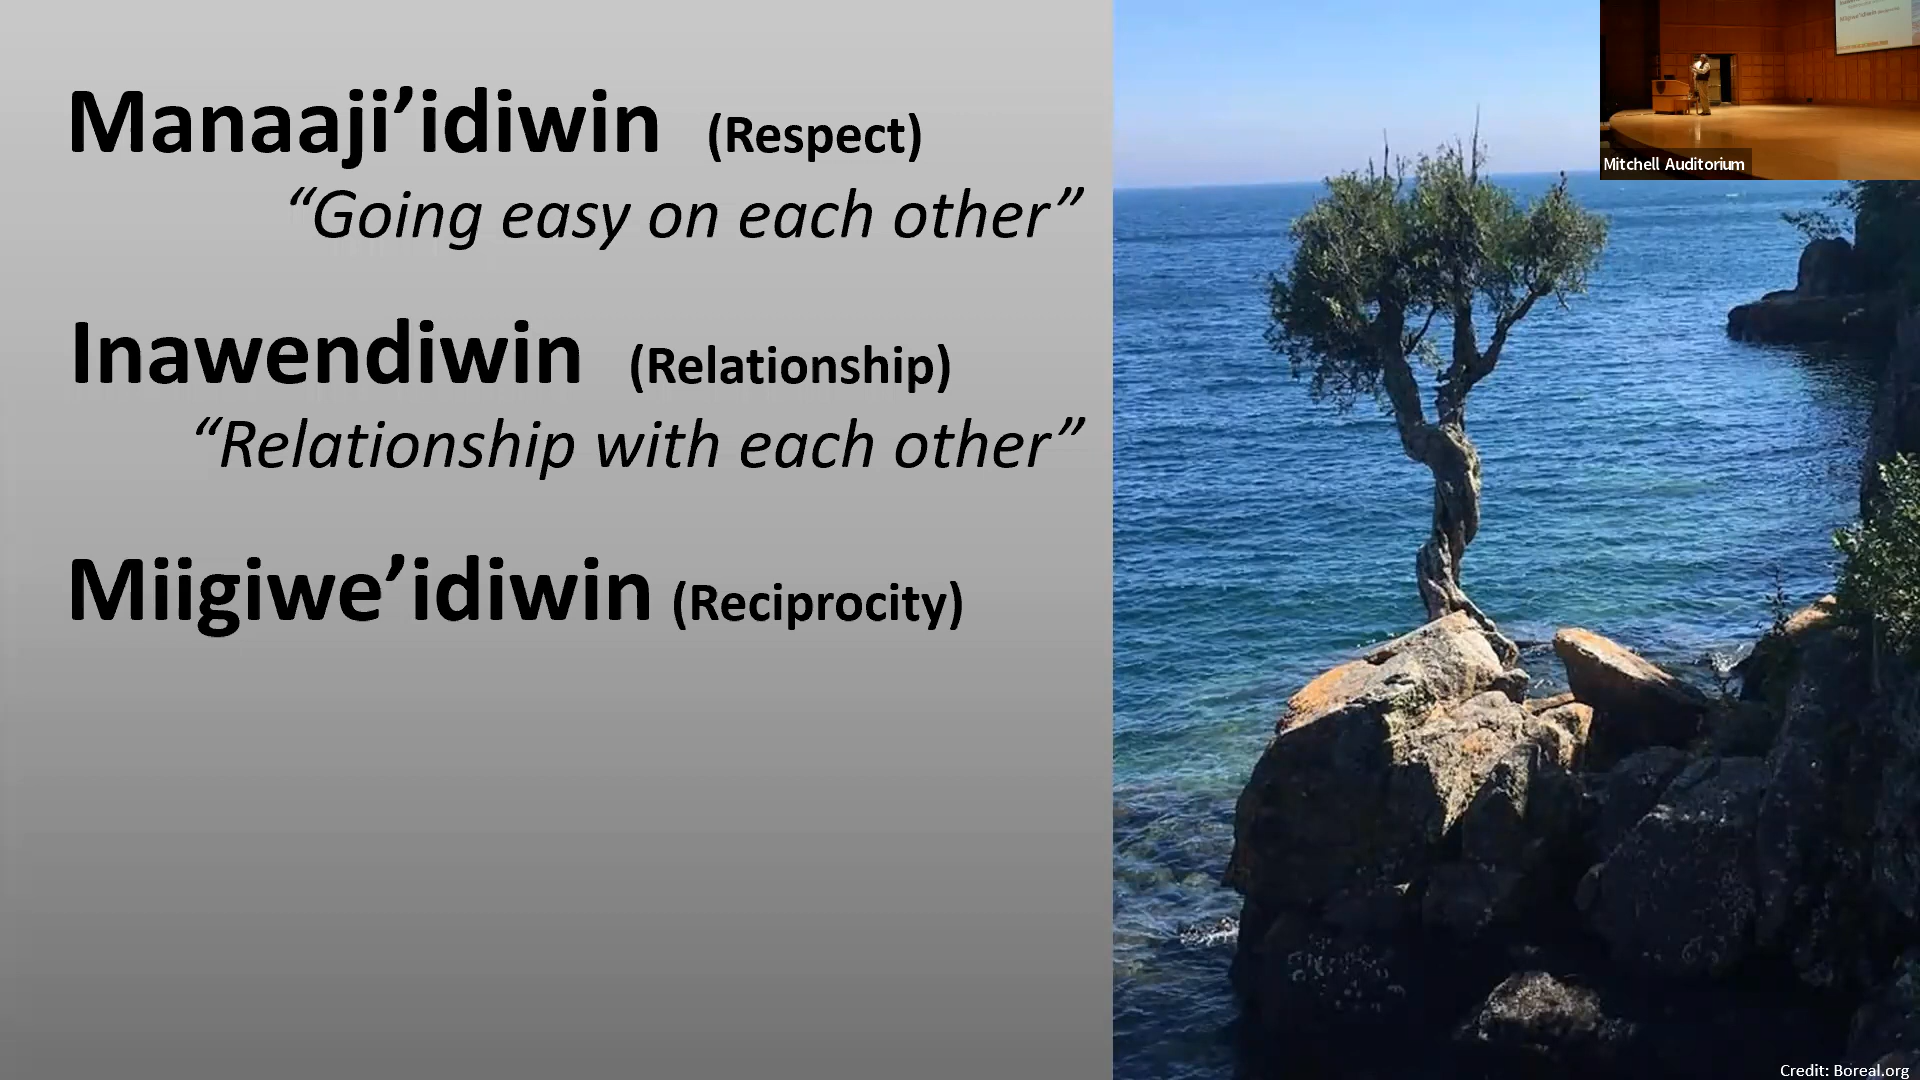 Manaaji’idiwin (Respect)
“Going easy on each other”
Inawendiwin (Relationship)
“Relationship with each other”
Miigiwe’idiwin (Reciprocity)
Mitchell Auditorium
Credit: Boreal.org